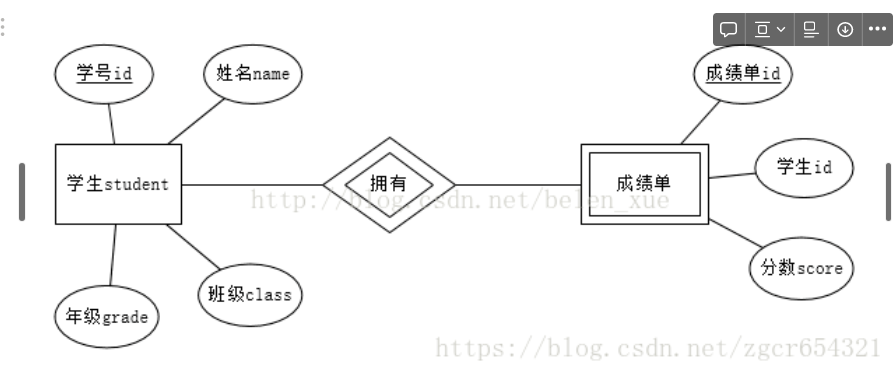 学号id
姓名name
成绩单id
学生student
拥有
成绩单
学生id
http://blog.csdn.net/belen_xue
年级grade
班级class
分数score
https://blog.csdn.net/zgcr654321